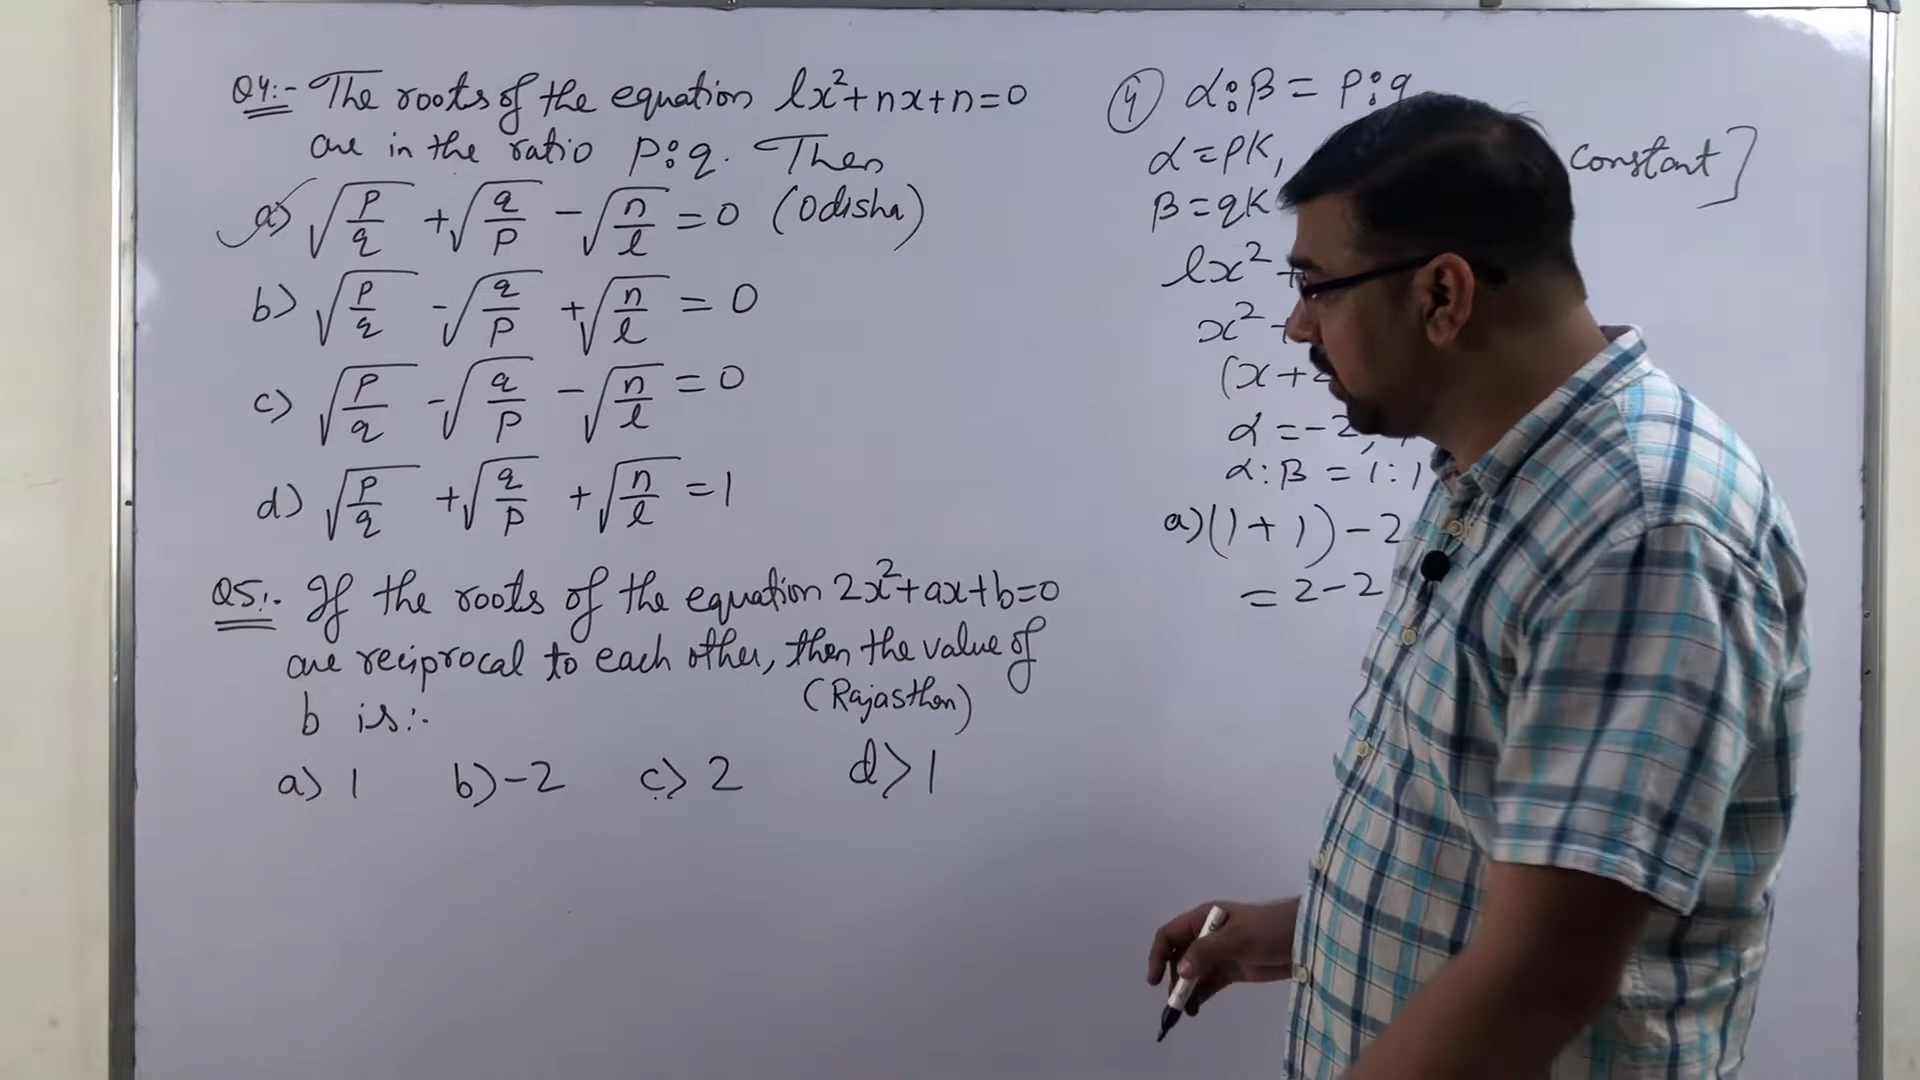 Q4:- The roots of the equation lx²+nx+n=0
are in the ratio p:q. Then
a) √(p/q) + √(q/p) - √(n/l) = 0 (Odisha)
b) √(p/q) - √(q/p) + √(n/l) = 0
c) √(p/q) - √(q/p) - √(n/l) = 0
d) √(p/q) + √(q/p) + √(n/l) = 1
Q5:- If the roots of the equation 2x²+ax+b=0
are reciprocal to each other, then the value of
b is:- (Rajasthan)
a) 1 b) -2 c) 2 d) 1
④ α:β = p:q
α = pK, constant]
β = qK
lx² +
x² +
(x+
α = -2,
α:β = 1:1
a) (1+1) - 2
= 2-2